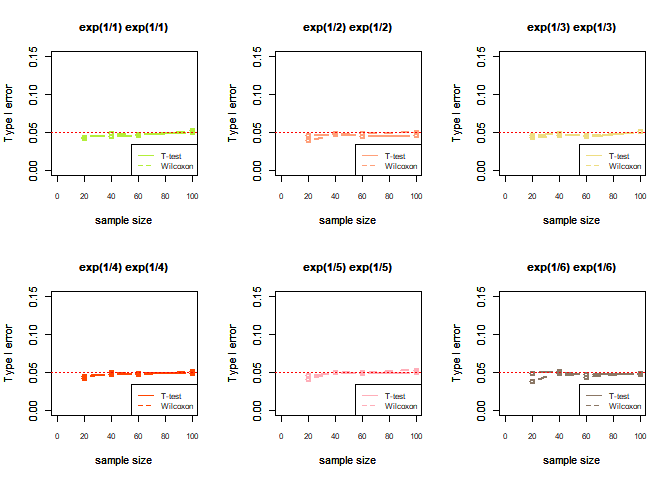 exp(1/1) exp(1/1)
Type I error
0.15
0.10
0.05
0.00
T-test
Wilcoxon
0 20 40 60 80 100
sample size
exp(1/2) exp(1/2)
Type I error
0.15
0.10
0.05
0.00
T-test
Wilcoxon
0 20 40 60 80 100
sample size
exp(1/3) exp(1/3)
Type I error
0.15
0.10
0.05
0.00
T-test
Wilcoxon
0 20 40 60 80 100
sample size
exp(1/4) exp(1/4)
Type I error
0.15
0.10
0.05
0.00
T-test
Wilcoxon
0 20 40 60 80 100
sample size
exp(1/5) exp(1/5)
Type I error
0.15
0.10
0.05
0.00
T-test
Wilcoxon
0 20 40 60 80 100
sample size
exp(1/6) exp(1/6)
Type I error
0.15
0.10
0.05
0.00
T-test
Wilcoxon
0 20 40 60 80 100
sample size